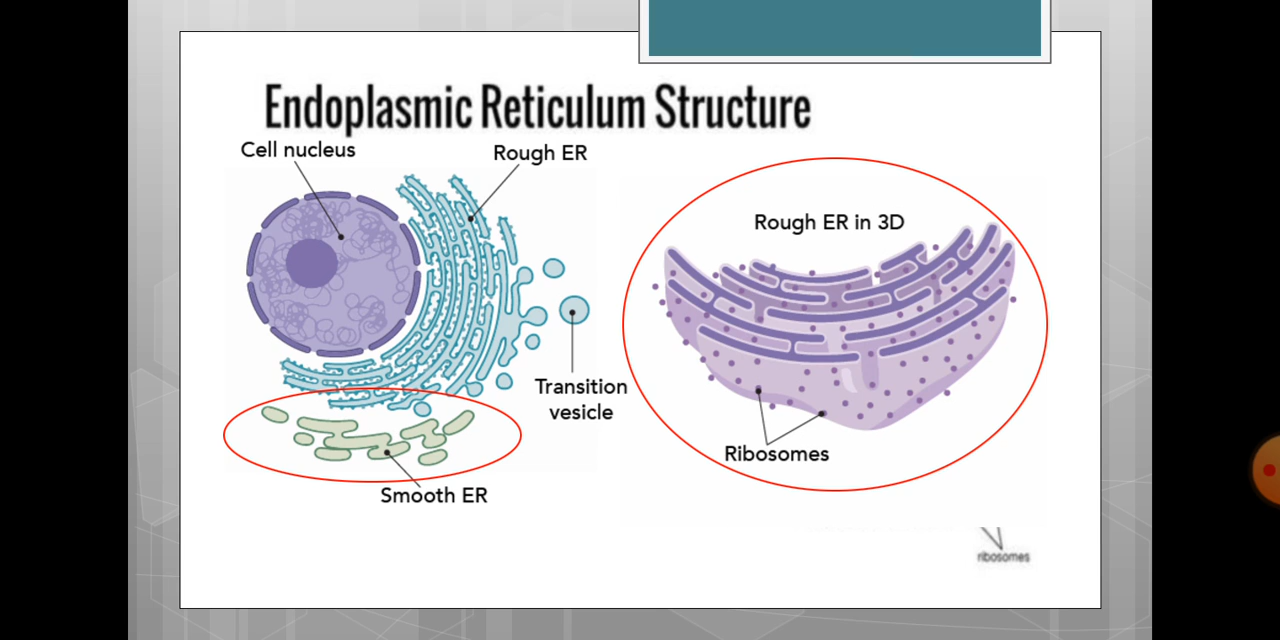 Endoplasmic Reticulum Structure
Cell nucleus
Rough ER
Rough ER in 3D
Transition
vesicle
Ribosomes
Smooth ER
ribosomes